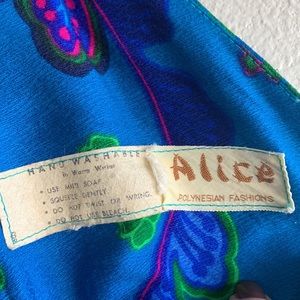 HAND WASHABLE
In Warm Water
• USE MILD SOAP
• SQUEEZE GENTLY
• DO NOT TWIST OR WRING
• DO NOT USE BLEACH
Alice
POLYNESIAN FASHIONS